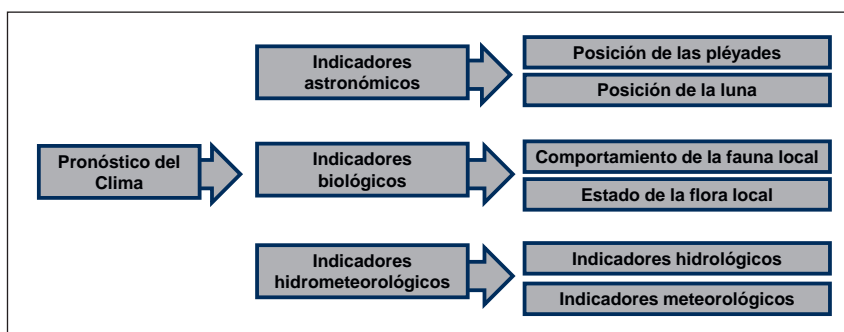 Pronóstico del
Clima
Indicadores
astronómicos
Posición de las pléyades
Posición de la luna
Indicadores
biológicos
Comportamiento de la fauna local
Estado de la flora local
Indicadores
hidrometeorológicos
Indicadores hidrológicos
Indicadores meteorológicos